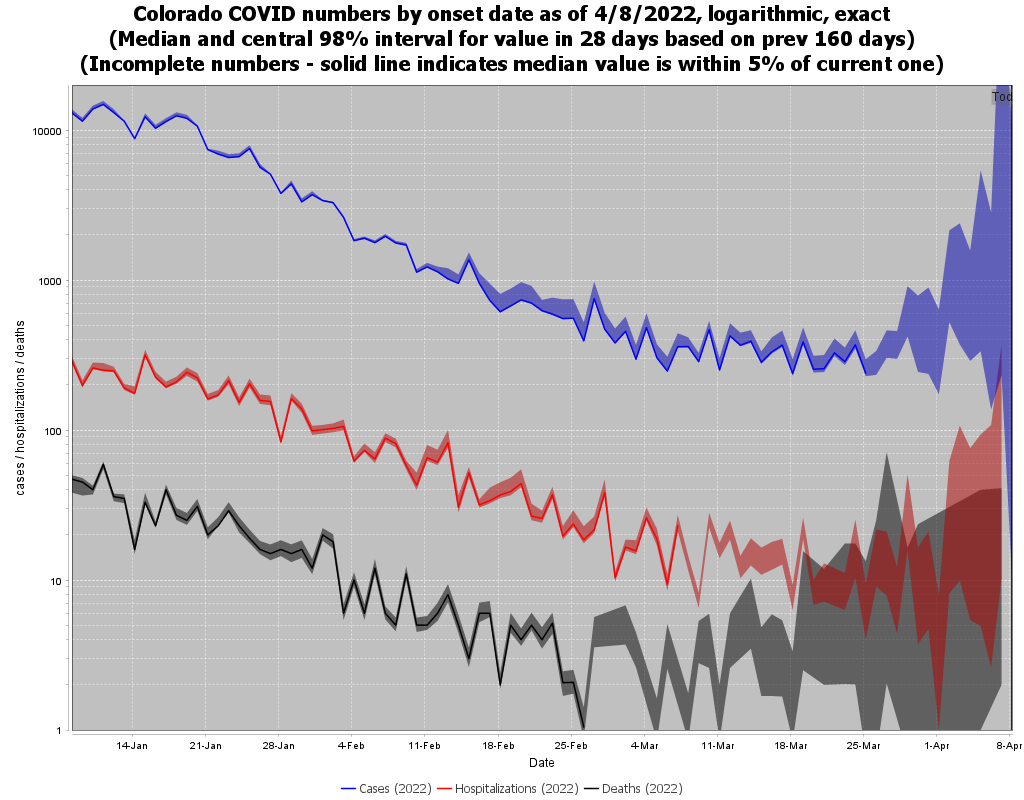 Colorado COVID numbers by onset date as of 4/8/2022, logarithmic, exact
(Median and central 98% interval for value in 28 days based on prev 160 days)
(Incomplete numbers - solid line indicates median value is within 5% of current one)
Tod
10000
1000
100
10
1
cases / hospitalizations / deaths
14-Jan 21-Jan 28-Jan 4-Feb 11-Feb 18-Feb 25-Feb 4-Mar 11-Mar 18-Mar 25-Mar 1-Apr 8-Apr
Date
Cases (2022) Hospitalizations (2022) Deaths (2022)